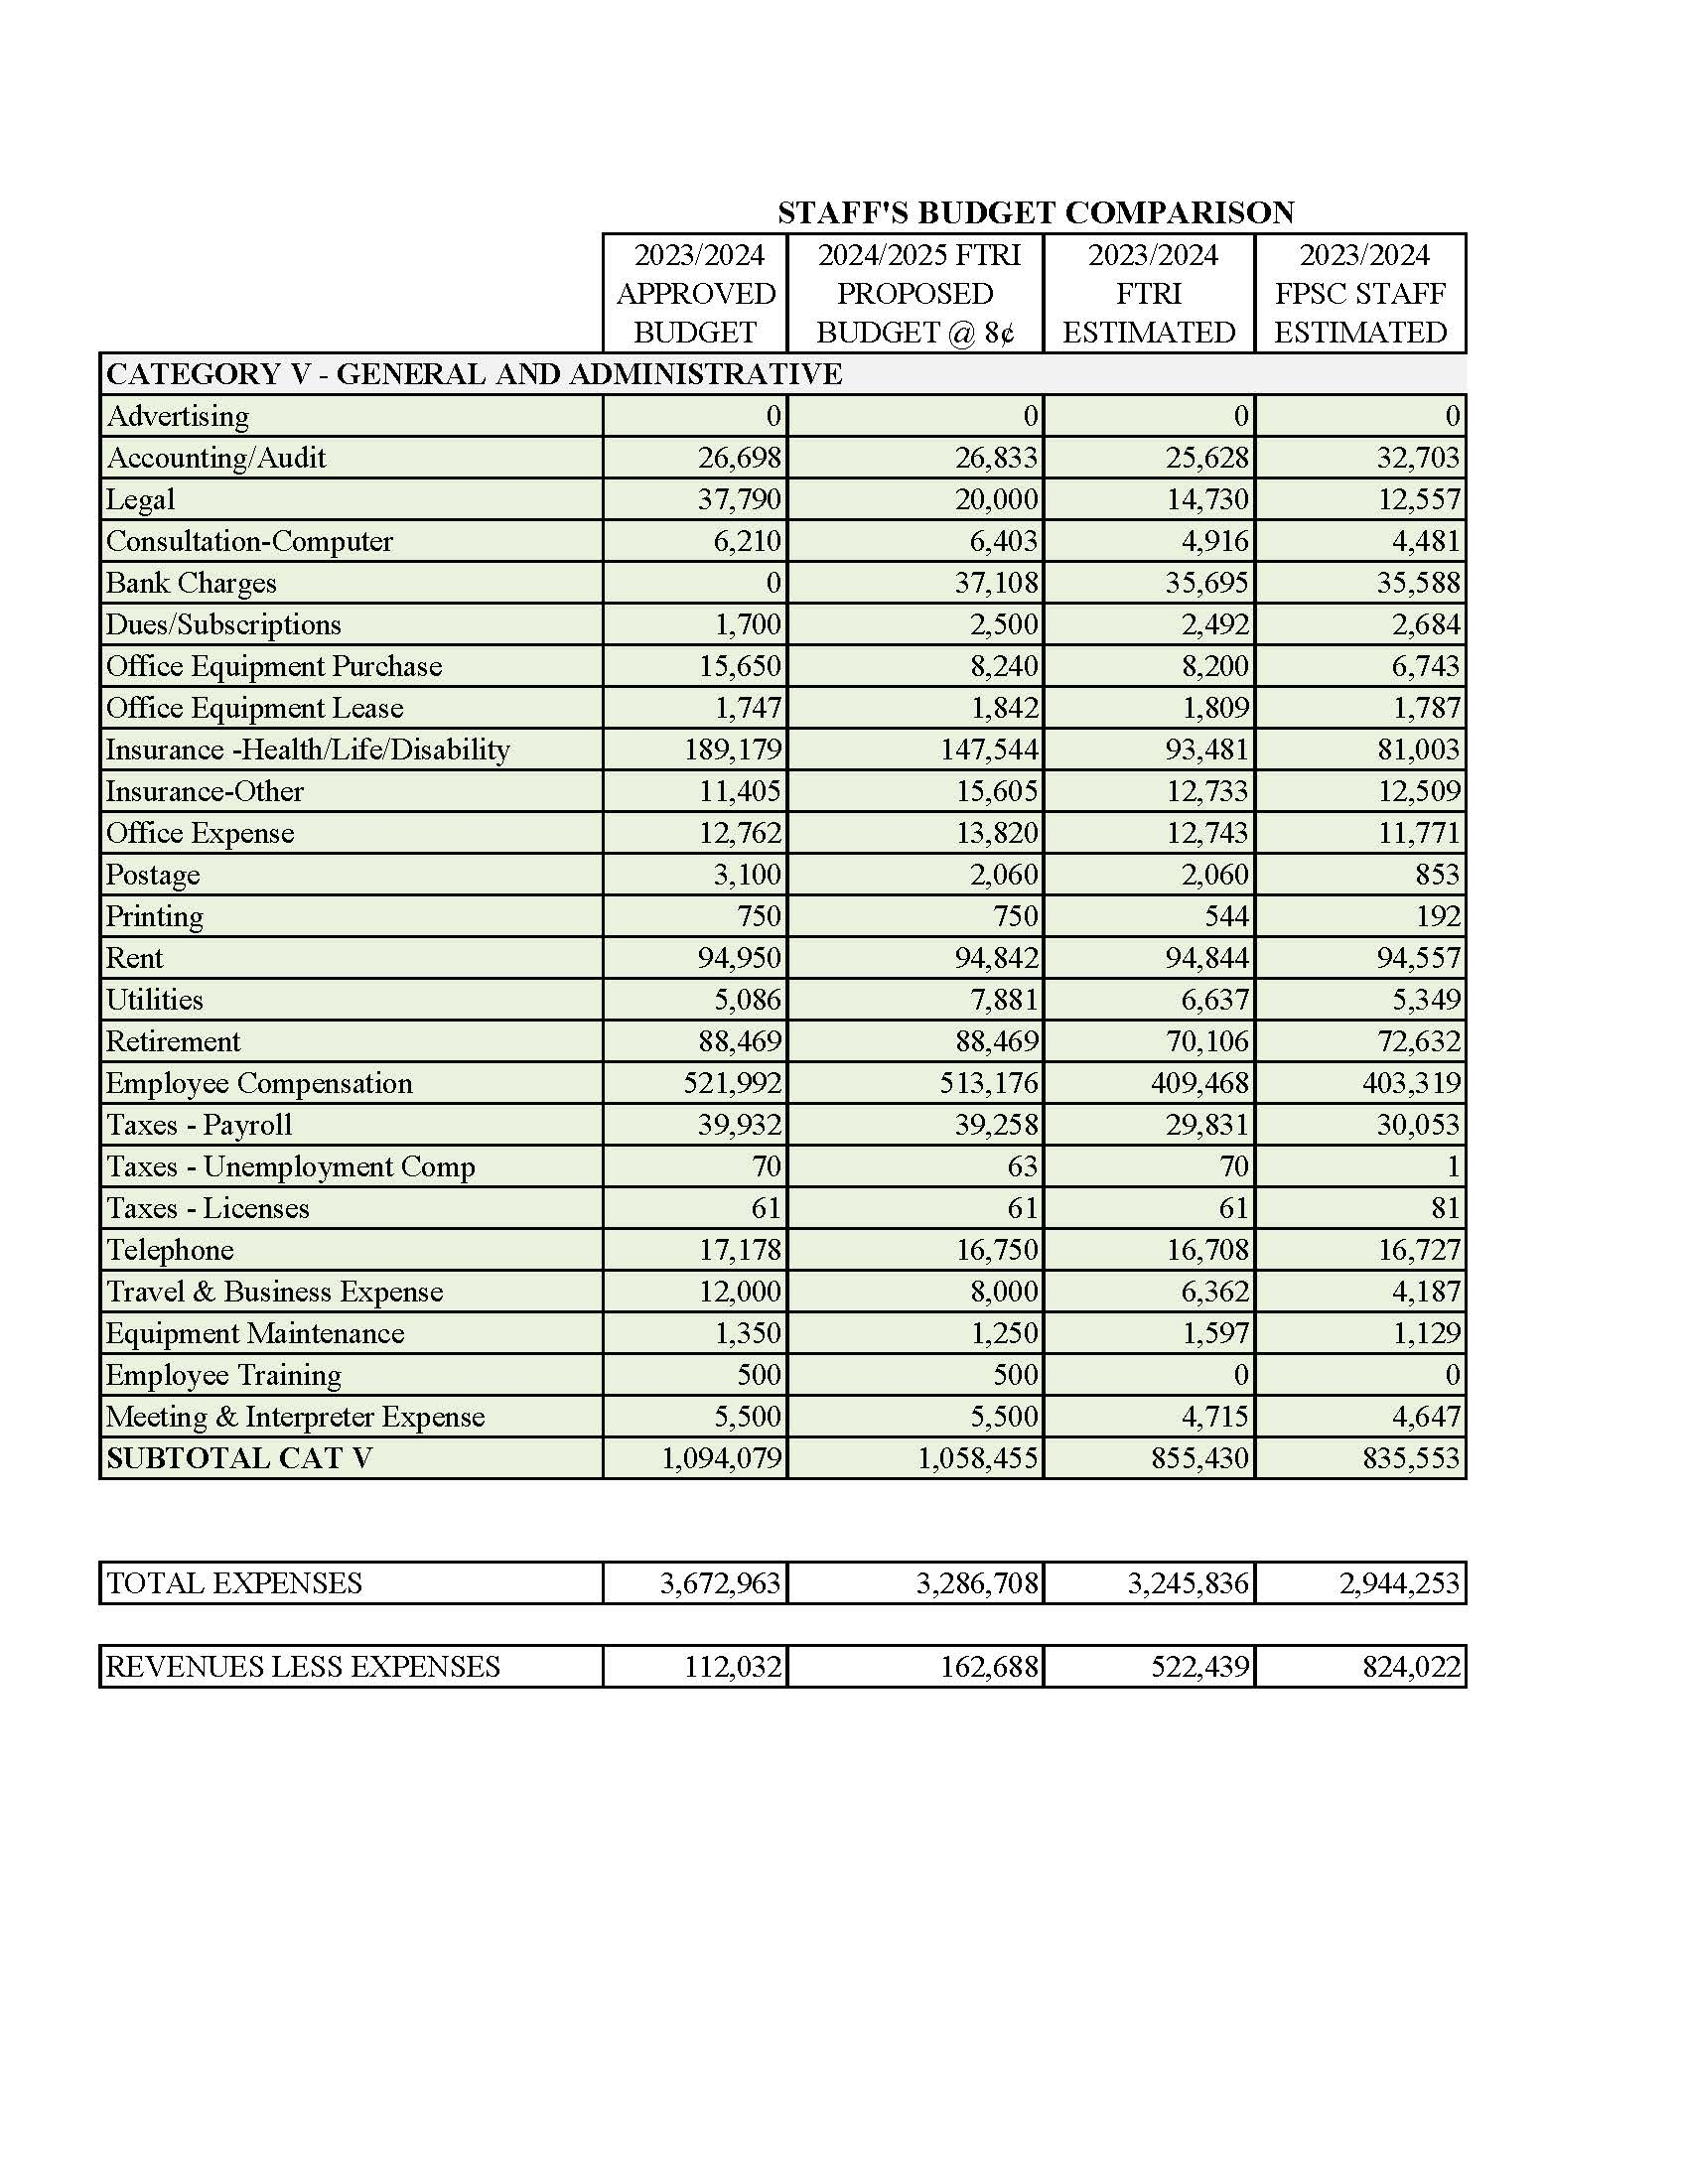 STAFF'S BUDGET COMPARISON
2023/2024 APPROVED BUDGET 2024/2025 FTRI PROPOSED BUDGET @ 8¢ 2023/2024 FTRI ESTIMATED 2023/2024 FPSC STAFF ESTIMATED
CATEGORY V - GENERAL AND ADMINISTRATIVE
Advertising 0 0 0 0
Accounting/Audit 26,698 26,833 25,628 32,703
Legal 37,790 20,000 14,730 12,557
Consultation-Computer 6,210 6,403 4,916 4,481
Bank Charges 0 37,108 35,695 35,588
Dues/Subscriptions 1,700 2,500 2,492 2,684
Office Equipment Purchase 15,650 8,240 8,200 6,743
Office Equipment Lease 1,747 1,842 1,809 1,787
Insurance -Health/Life/Disability 189,179 147,544 93,481 81,003
Insurance-Other 11,405 15,605 12,733 12,509
Office Expense 12,762 13,820 12,743 11,771
Postage 3,100 2,060 2,060 853
Printing 750 750 544 192
Rent 94,950 94,842 94,844 94,557
Utilities 5,086 7,881 6,637 5,349
Retirement 88,469 88,469 70,106 72,632
Employee Compensation 521,992 513,176 409,468 403,319
Taxes - Payroll 39,932 39,258 29,831 30,053
Taxes - Unemployment Comp 70 63 70 1
Taxes - Licenses 61 61 61 81
Telephone 17,178 16,750 16,708 16,727
Travel & Business Expense 12,000 8,000 6,362 4,187
Equipment Maintenance 1,350 1,250 1,597 1,129
Employee Training 500 500 0 0
Meeting & Interpreter Expense 5,500 5,500 4,715 4,647
SUBTOTAL CAT V 1,094,079 1,058,455 855,430 835,553
TOTAL EXPENSES 3,672,963 3,286,708 3,245,836 2,944,253
REVENUES LESS EXPENSES 112,032 162,688 522,439 824,022